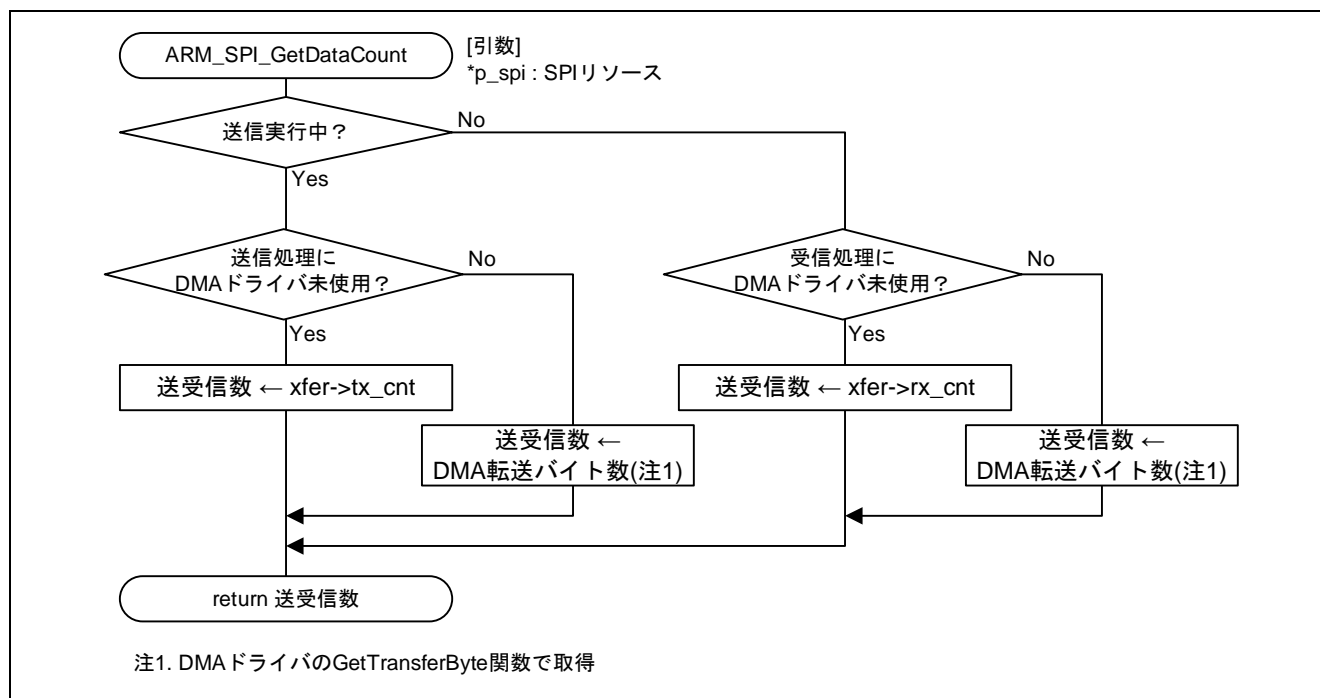 ARM_SPI_GetDataCount
[引数]
*p_spi : SPIリソース
送信実行中？
No
Yes
送信処理に
DMAドライバ未使用？
No
Yes
受信処理に
DMAドライバ未使用？
No
Yes
送受信数 ← xfer->tx_cnt
送受信数 ← xfer->rx_cnt
送受信数 ←
DMA転送バイト数(注1)
送受信数 ←
DMA転送バイト数(注1)
return 送受信数
注1. DMAドライバのGetTransferByte関数で取得